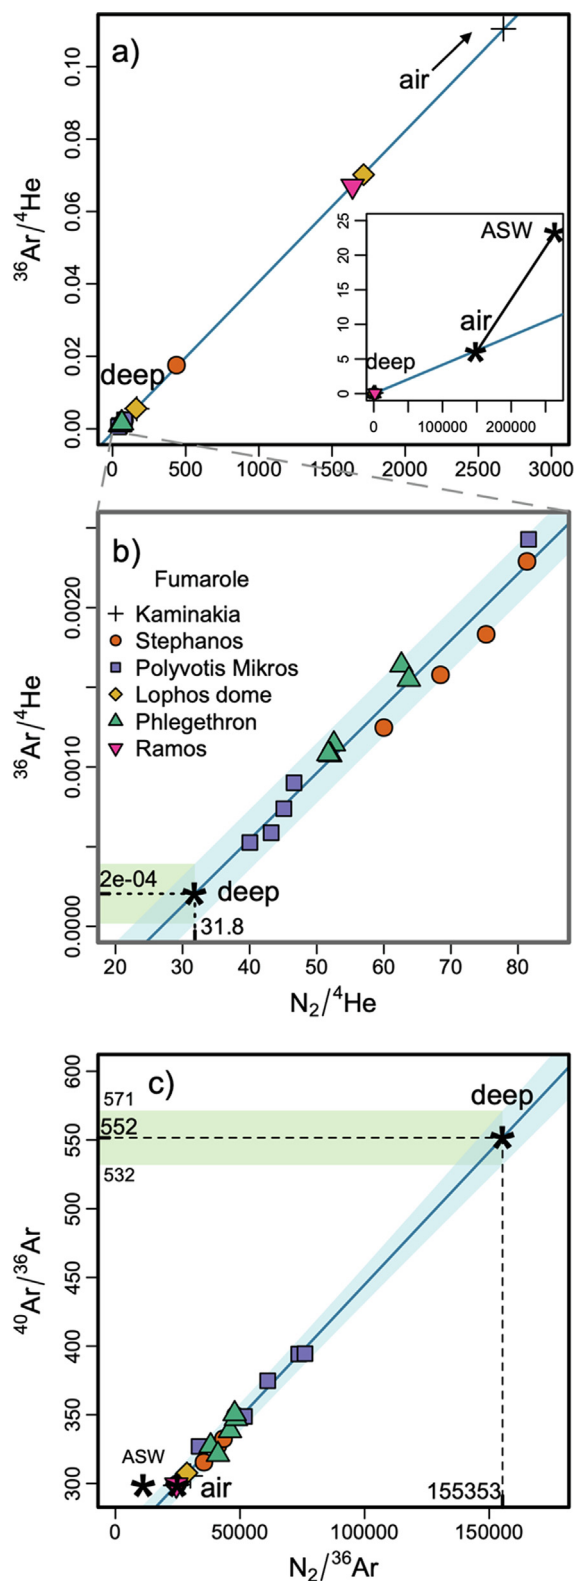 a)
air
0.10
0.08
0.06
0.04
0.02
0.00
³⁶Ar/⁴He
deep
25
20
15
10
5
0
ASW
air
deep
0
100000
200000
0 500 1000 1500 2000 2500 3000
b)
Fumarole
Kaminakia
Stephanos
Polyvotis Mikros
Lophos dome
Phlegethron
Ramos
0.0020
0.0010
0.0000
³⁶Ar/⁴He
2e-04
deep
31.8
20 30 40 50 60 70 80
N₂/⁴He
c)
deep
600
550
500
450
400
350
300
571
552
532
⁴⁰Ar/³⁶Ar
ASW
air
155353
0 50000 100000 150000
N₂/³⁶Ar